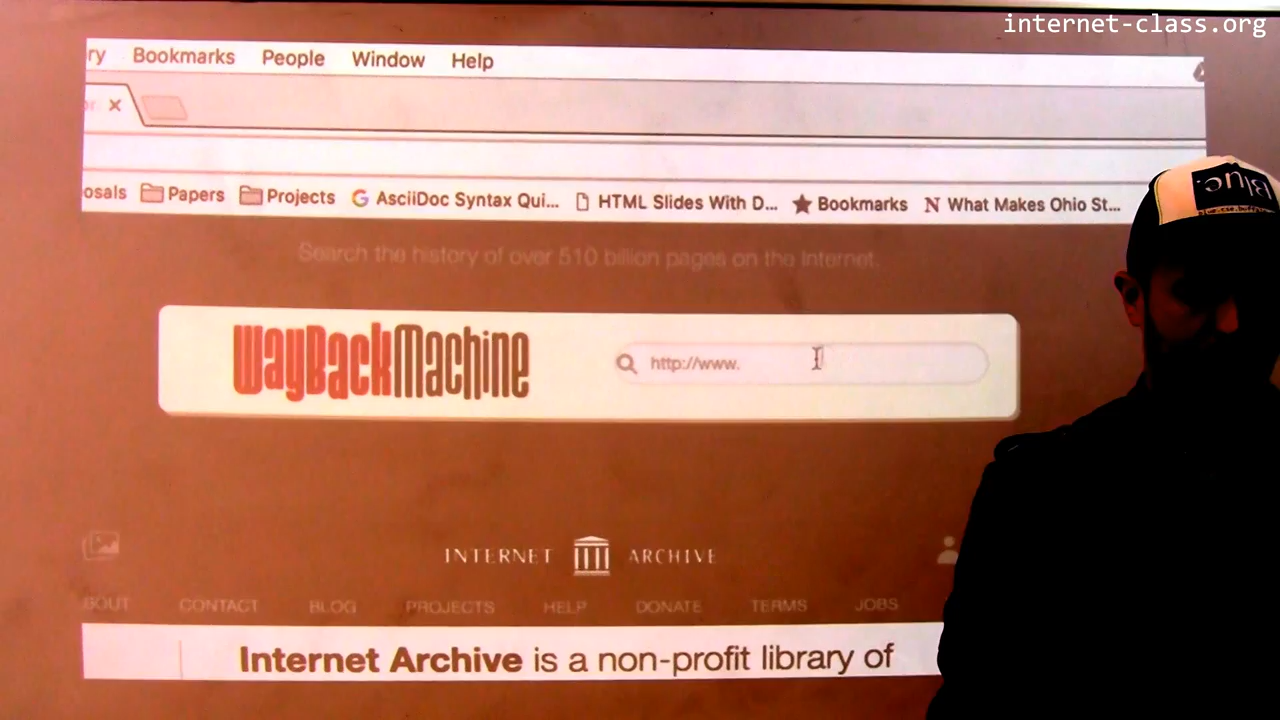 internet-class.org
ry Bookmarks People Window Help
osals Papers Projects AsciiDoc Syntax Qui... HTML Slides With D... Bookmarks N What Makes Ohio St...
Search the history of over 510 billion pages on the Internet.
WayBackMachine
http://www.
INTERNET ARCHIVE
BOUT CONTACT BLOG PROJECTS HELP DONATE TERMS JOBS
Internet Archive is a non-profit library of
Blue.